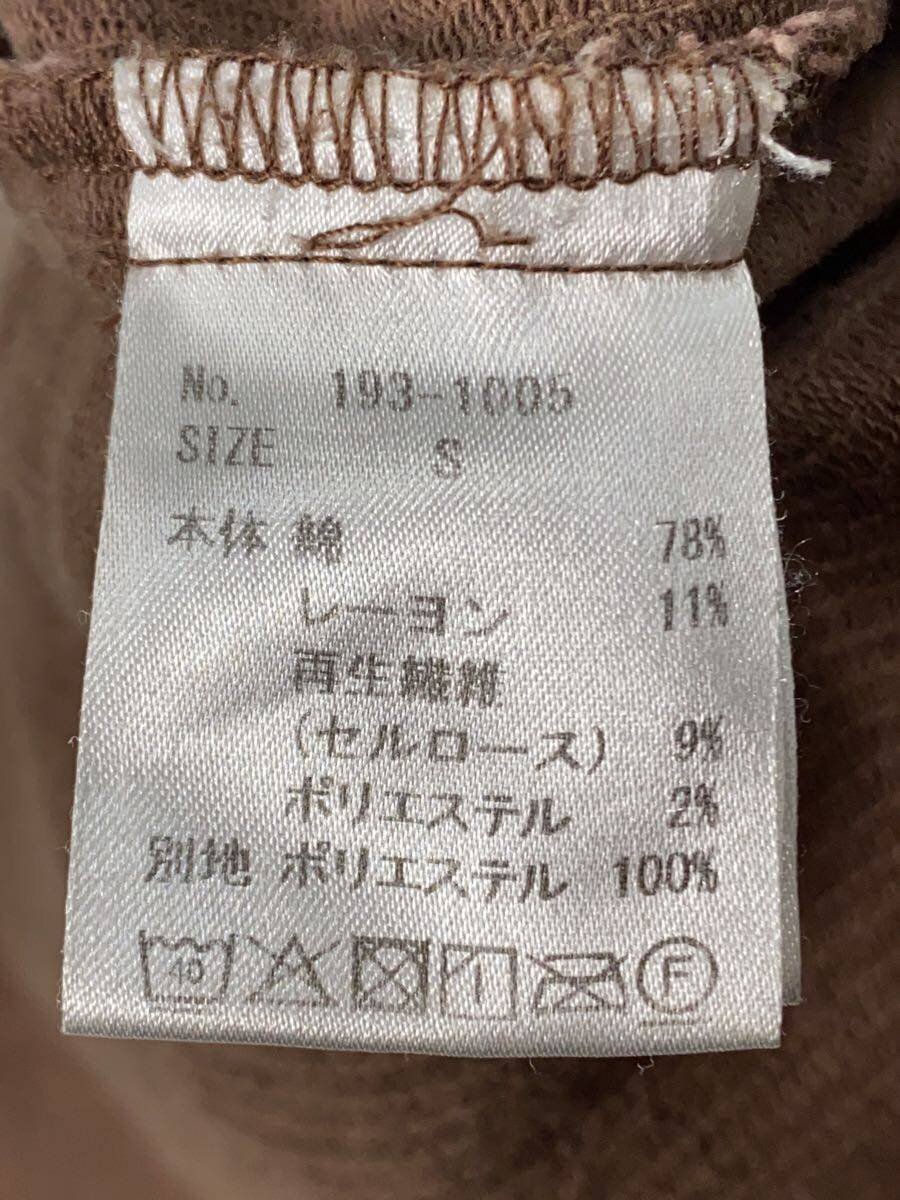 No. 193-1005
SIZE S
本体 綿 78%
レーヨン 11%
再生繊維
(セルロース) 9%
ポリエステル 2%
別地 ポリエステル 100%
40 F